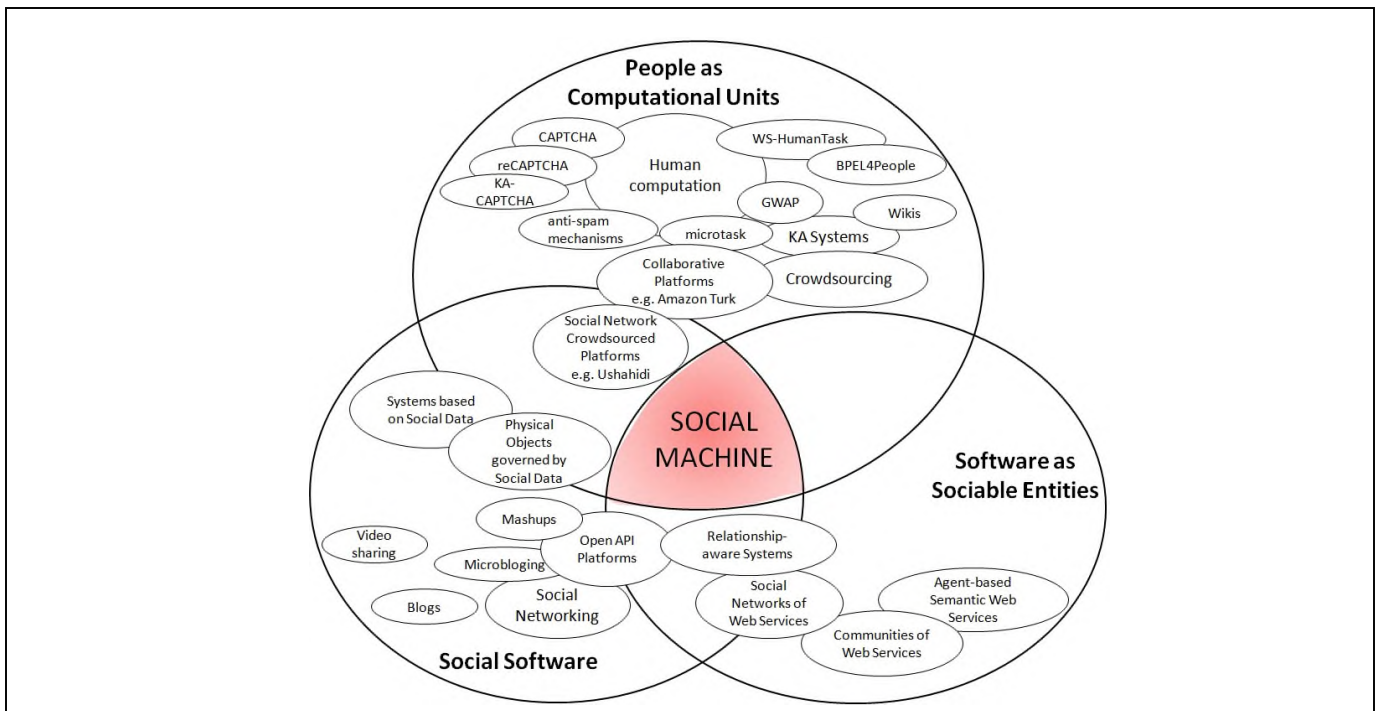 People as
Computational Units
CAPTCHA
reCAPTCHA
KA-
CAPTCHA
Human
computation
WS-HumanTask
BPEL4People
GWAP
Wikis
anti-spam
mechanisms
microtask
KA Systems
Collaborative
Platforms
e.g. Amazon Turk
Crowdsourcing
Social Network
Crowdsourced
Platforms
e.g. Ushahidi
Systems based
on Social Data
Physical
Objects
governed by
Social Data
SOCIAL
MACHINE
Software as
Sociable Entities
Mashups
Video
sharing
Microbloging
Open API
Platforms
Relationship-
aware Systems
Blogs
Social
Networking
Social
Networks of
Web Services
Agent-based
Semantic Web
Services
Communities of
Web Services
Social Software